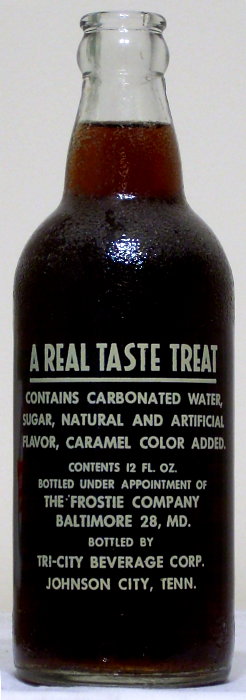 A REAL TASTE TREAT
CONTAINS CARBONATED WATER,
SUGAR, NATURAL AND ARTIFICIAL
FLAVOR, CARAMEL COLOR ADDED.
CONTENTS 12 FL. OZ.
BOTTLED UNDER APPOINTMENT OF
THE FROSTIE COMPANY
BALTIMORE 28, MD.
BOTTLED BY
TRI-CITY BEVERAGE CORP.
JOHNSON CITY, TENN.